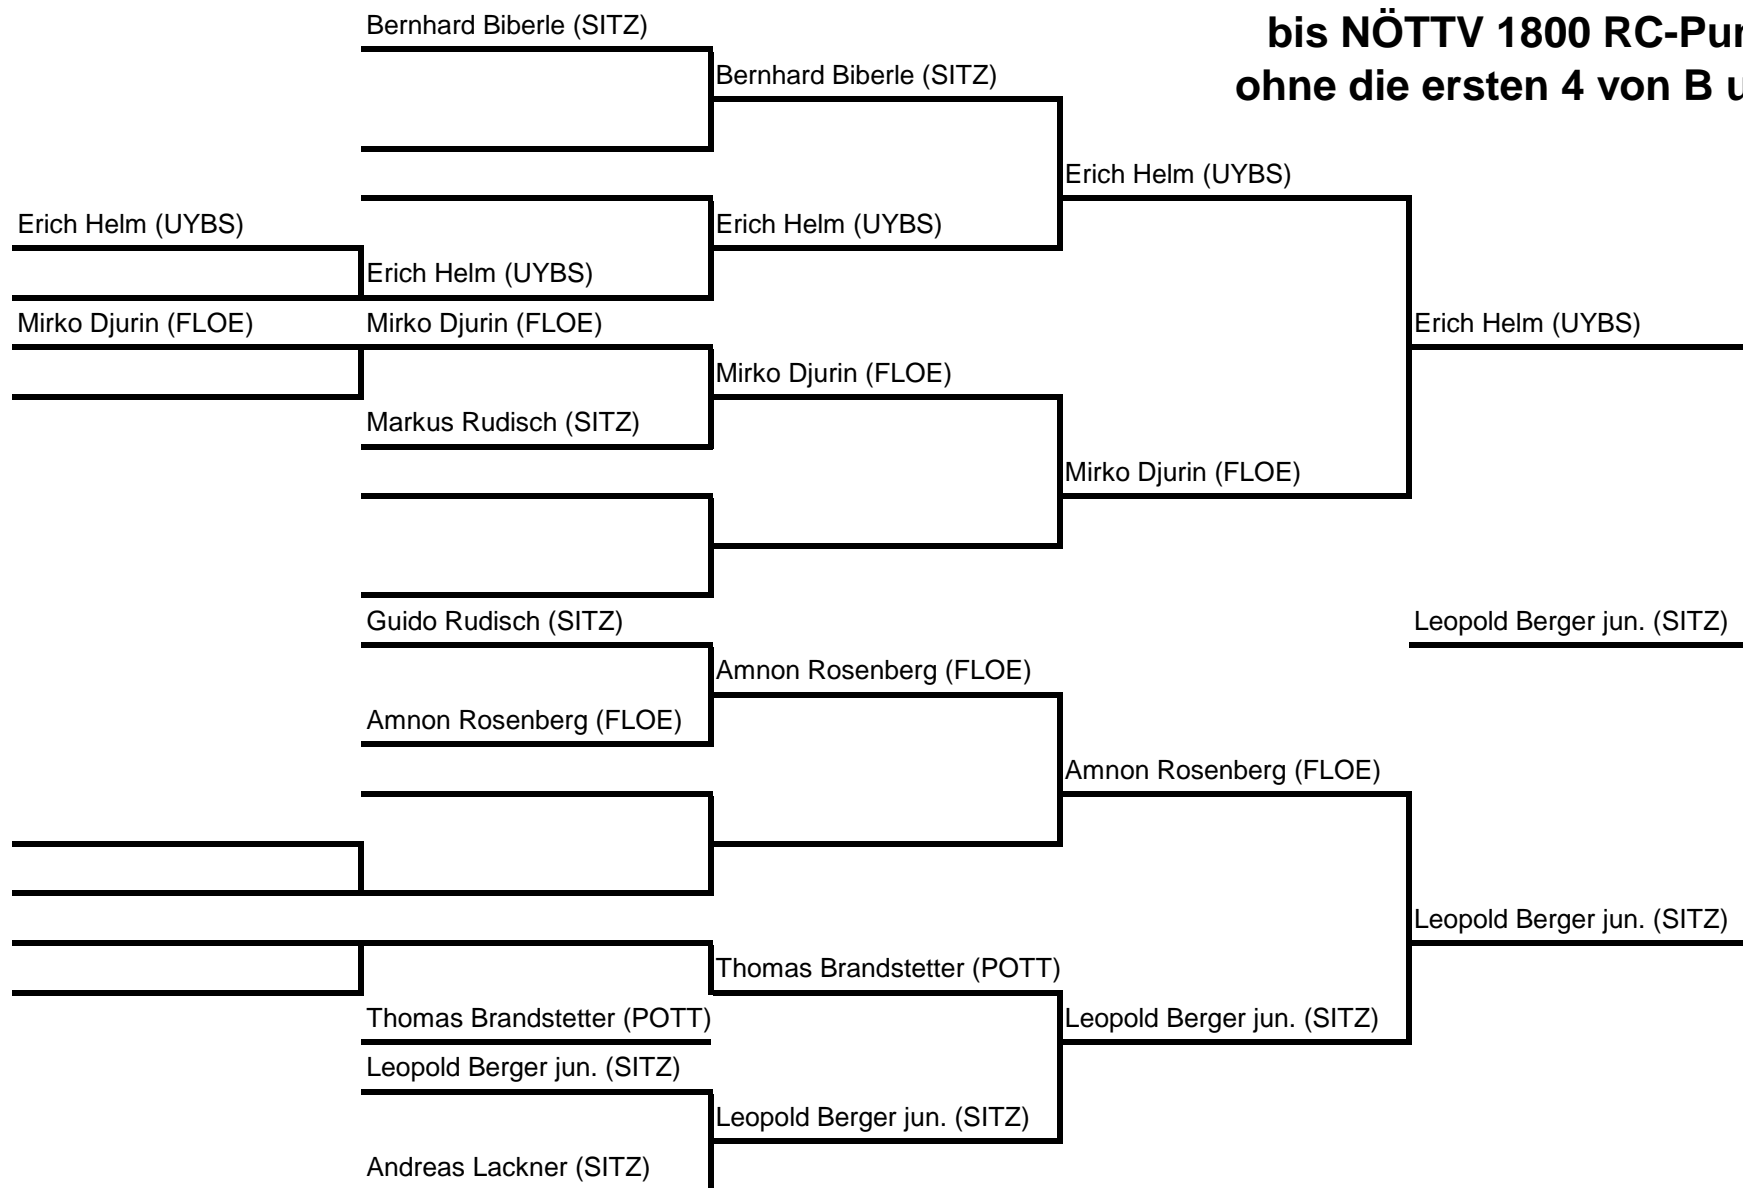 Bernhard Biberle (SITZ)
bis NÖTTV 1800 RC-Pun
Bernhard Biberle (SITZ)
ohne die ersten 4 von B u
Erich Helm (UYBS)
Erich Helm (UYBS)
Erich Helm (UYBS)
Erich Helm (UYBS)
Mirko Djurin (FLOE)
Mirko Djurin (FLOE)
Erich Helm (UYBS)
Mirko Djurin (FLOE)
Markus Rudisch (SITZ)
Mirko Djurin (FLOE)
Guido Rudisch (SITZ)
Leopold Berger jun. (SITZ)
Amnon Rosenberg (FLOE)
Amnon Rosenberg (FLOE)
Amnon Rosenberg (FLOE)
Leopold Berger jun. (SITZ)
Thomas Brandstetter (POTT)
Thomas Brandstetter (POTT)
Leopold Berger jun. (SITZ)
Leopold Berger jun. (SITZ)
Leopold Berger jun. (SITZ)
Andreas Lackner (SITZ)